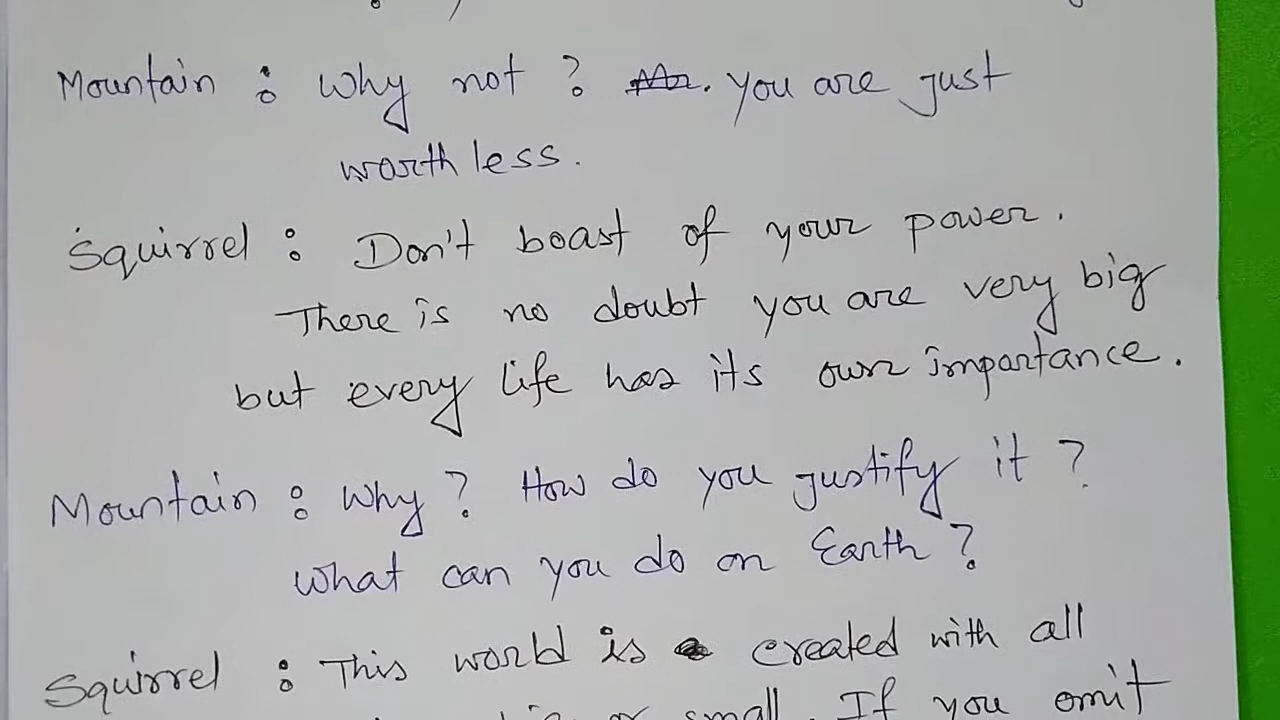 Mountain : Why not ? You are just
worthless.
Squirrel : Don't boast of your power.
There is no doubt you are very big
but every life has its own importance.
Mountain : Why ? How do you justify it ?
What can you do on Earth ?
Squirrel : This world is created with all
or small. If you omit